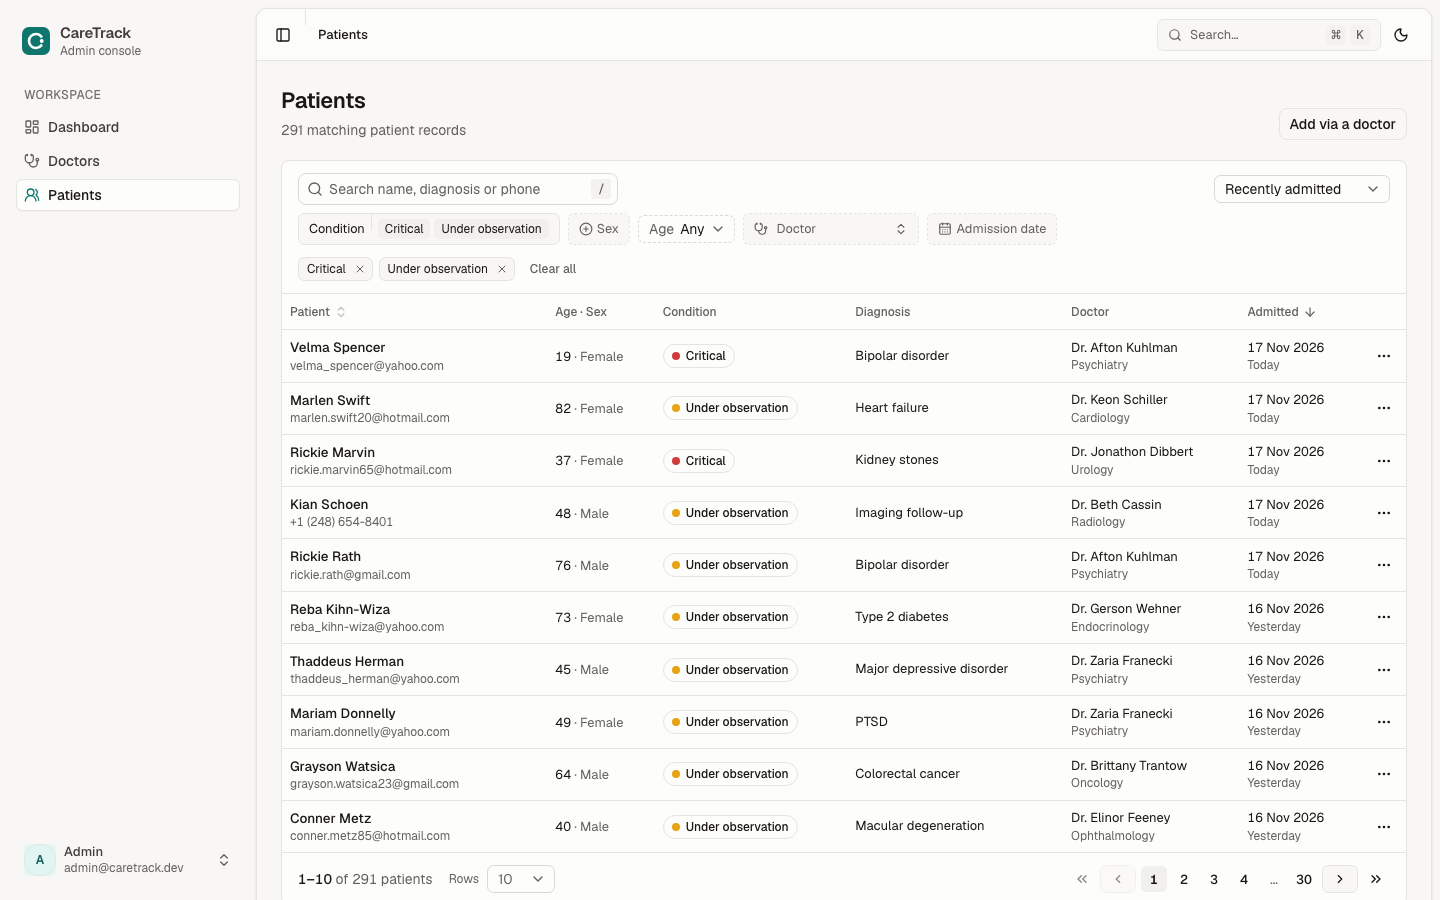 CareTrack
Admin console
WORKSPACE
Dashboard
Doctors
Patients
Patients
Search...
⌘ K
Patients
291 matching patient records
Add via a doctor
Search name, diagnosis or phone
/
Recently admitted
Condition Critical Under observation
Sex
Age Any
Doctor
Admission date
Critical
Under observation
Clear all
Patient Age · Sex Condition Diagnosis Doctor Admitted
Velma Spencer 19 · Female Critical Bipolar disorder Dr. Afton Kuhlman 17 Nov 2026
velma_spencer@yahoo.com Psychiatry Today
Marlen Swift 82 · Female Under observation Heart failure Dr. Keon Schiller 17 Nov 2026
marlen.swift20@hotmail.com Cardiology Today
Rickie Marvin 37 · Female Critical Kidney stones Dr. Jonathon Dibbert 17 Nov 2026
rickie.marvin65@hotmail.com Urology Today
Kian Schoen 48 · Male Under observation Imaging follow-up Dr. Beth Cassin 17 Nov 2026
+1 (248) 654-8401 Radiology Today
Rickie Rath 76 · Male Under observation Bipolar disorder Dr. Afton Kuhlman 17 Nov 2026
rickie.rath@gmail.com Psychiatry Today
Reba Kihn-Wiza 73 · Female Under observation Type 2 diabetes Dr. Gerson Wehner 16 Nov 2026
reba_kihn-wiza@yahoo.com Endocrinology Yesterday
Thaddeus Herman 45 · Male Under observation Major depressive disorder Dr. Zaria Franecki 16 Nov 2026
thaddeus_herman@yahoo.com Psychiatry Yesterday
Mariam Donnelly 49 · Female Under observation PTSD Dr. Zaria Franecki 16 Nov 2026
mariam.donnelly@yahoo.com Psychiatry Yesterday
Grayson Watsica 64 · Male Under observation Colorectal cancer Dr. Brittany Trantow 16 Nov 2026
grayson.watsica23@gmail.com Oncology Yesterday
Conner Metz 40 · Male Under observation Macular degeneration Dr. Elinor Feeney 16 Nov 2026
conner.metz85@hotmail.com Ophthalmology Yesterday
1–10 of 291 patients Rows 10 1 2 3 4 ... 30
A
Admin
admin@caretrack.dev